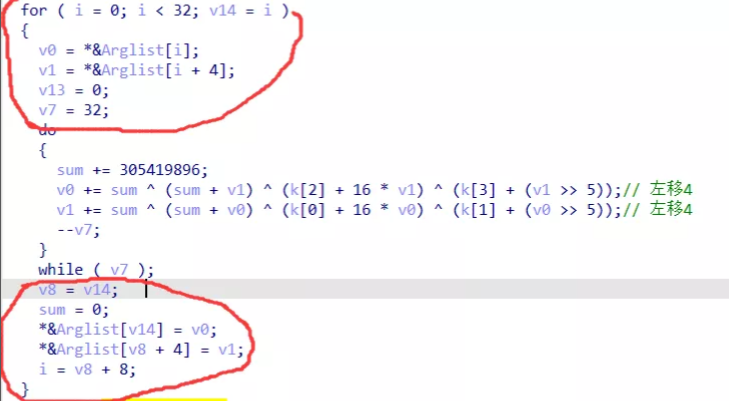 for ( i = 0; i < 32; v14 = i )
{
v0 = *&Arglist[i];
v1 = *&Arglist[i + 4];
v13 = 0;
v7 = 32;
do
{
sum += 305419896;
v0 += sum ^ (sum + v1) ^ (k[2] + 16 * v1) ^ (k[3] + (v1 >> 5));// 左移4
v1 += sum ^ (sum + v0) ^ (k[0] + 16 * v0) ^ (k[1] + (v0 >> 5));// 左移4
--v7;
}
while ( v7 );
v8 = v14;
sum = 0;
*&Arglist[v14] = v0;
*&Arglist[v8 + 4] = v1;
i = v8 + 8;
}